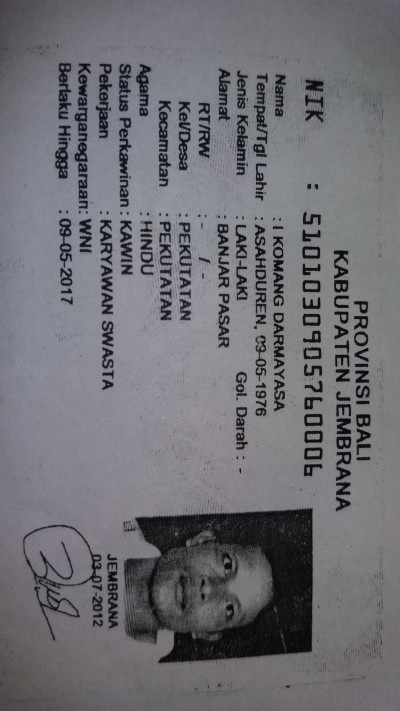 PROVINSI BALI
KABUPATEN JEMBRANA
NIK : 5101030905760006
Nama : I KOMANG DARMAYASA
Tempat/Tgl Lahir : ASAHDUREN, 09-05-1976
Jenis Kelamin : LAKI-LAKI Gol. Darah : -
Alamat : BANJAR PASAR
RT/RW : - / -
Kel/Desa : PEKUTATAN
Kecamatan : PEKUTATAN
Agama : HINDU
Status Perkawinan : KAWIN
Pekerjaan : KARYAWAN SWASTA
Kewarganegaraan: WNI
Berlaku Hingga : 09-05-2017
JEMBRANA
03-07-2012